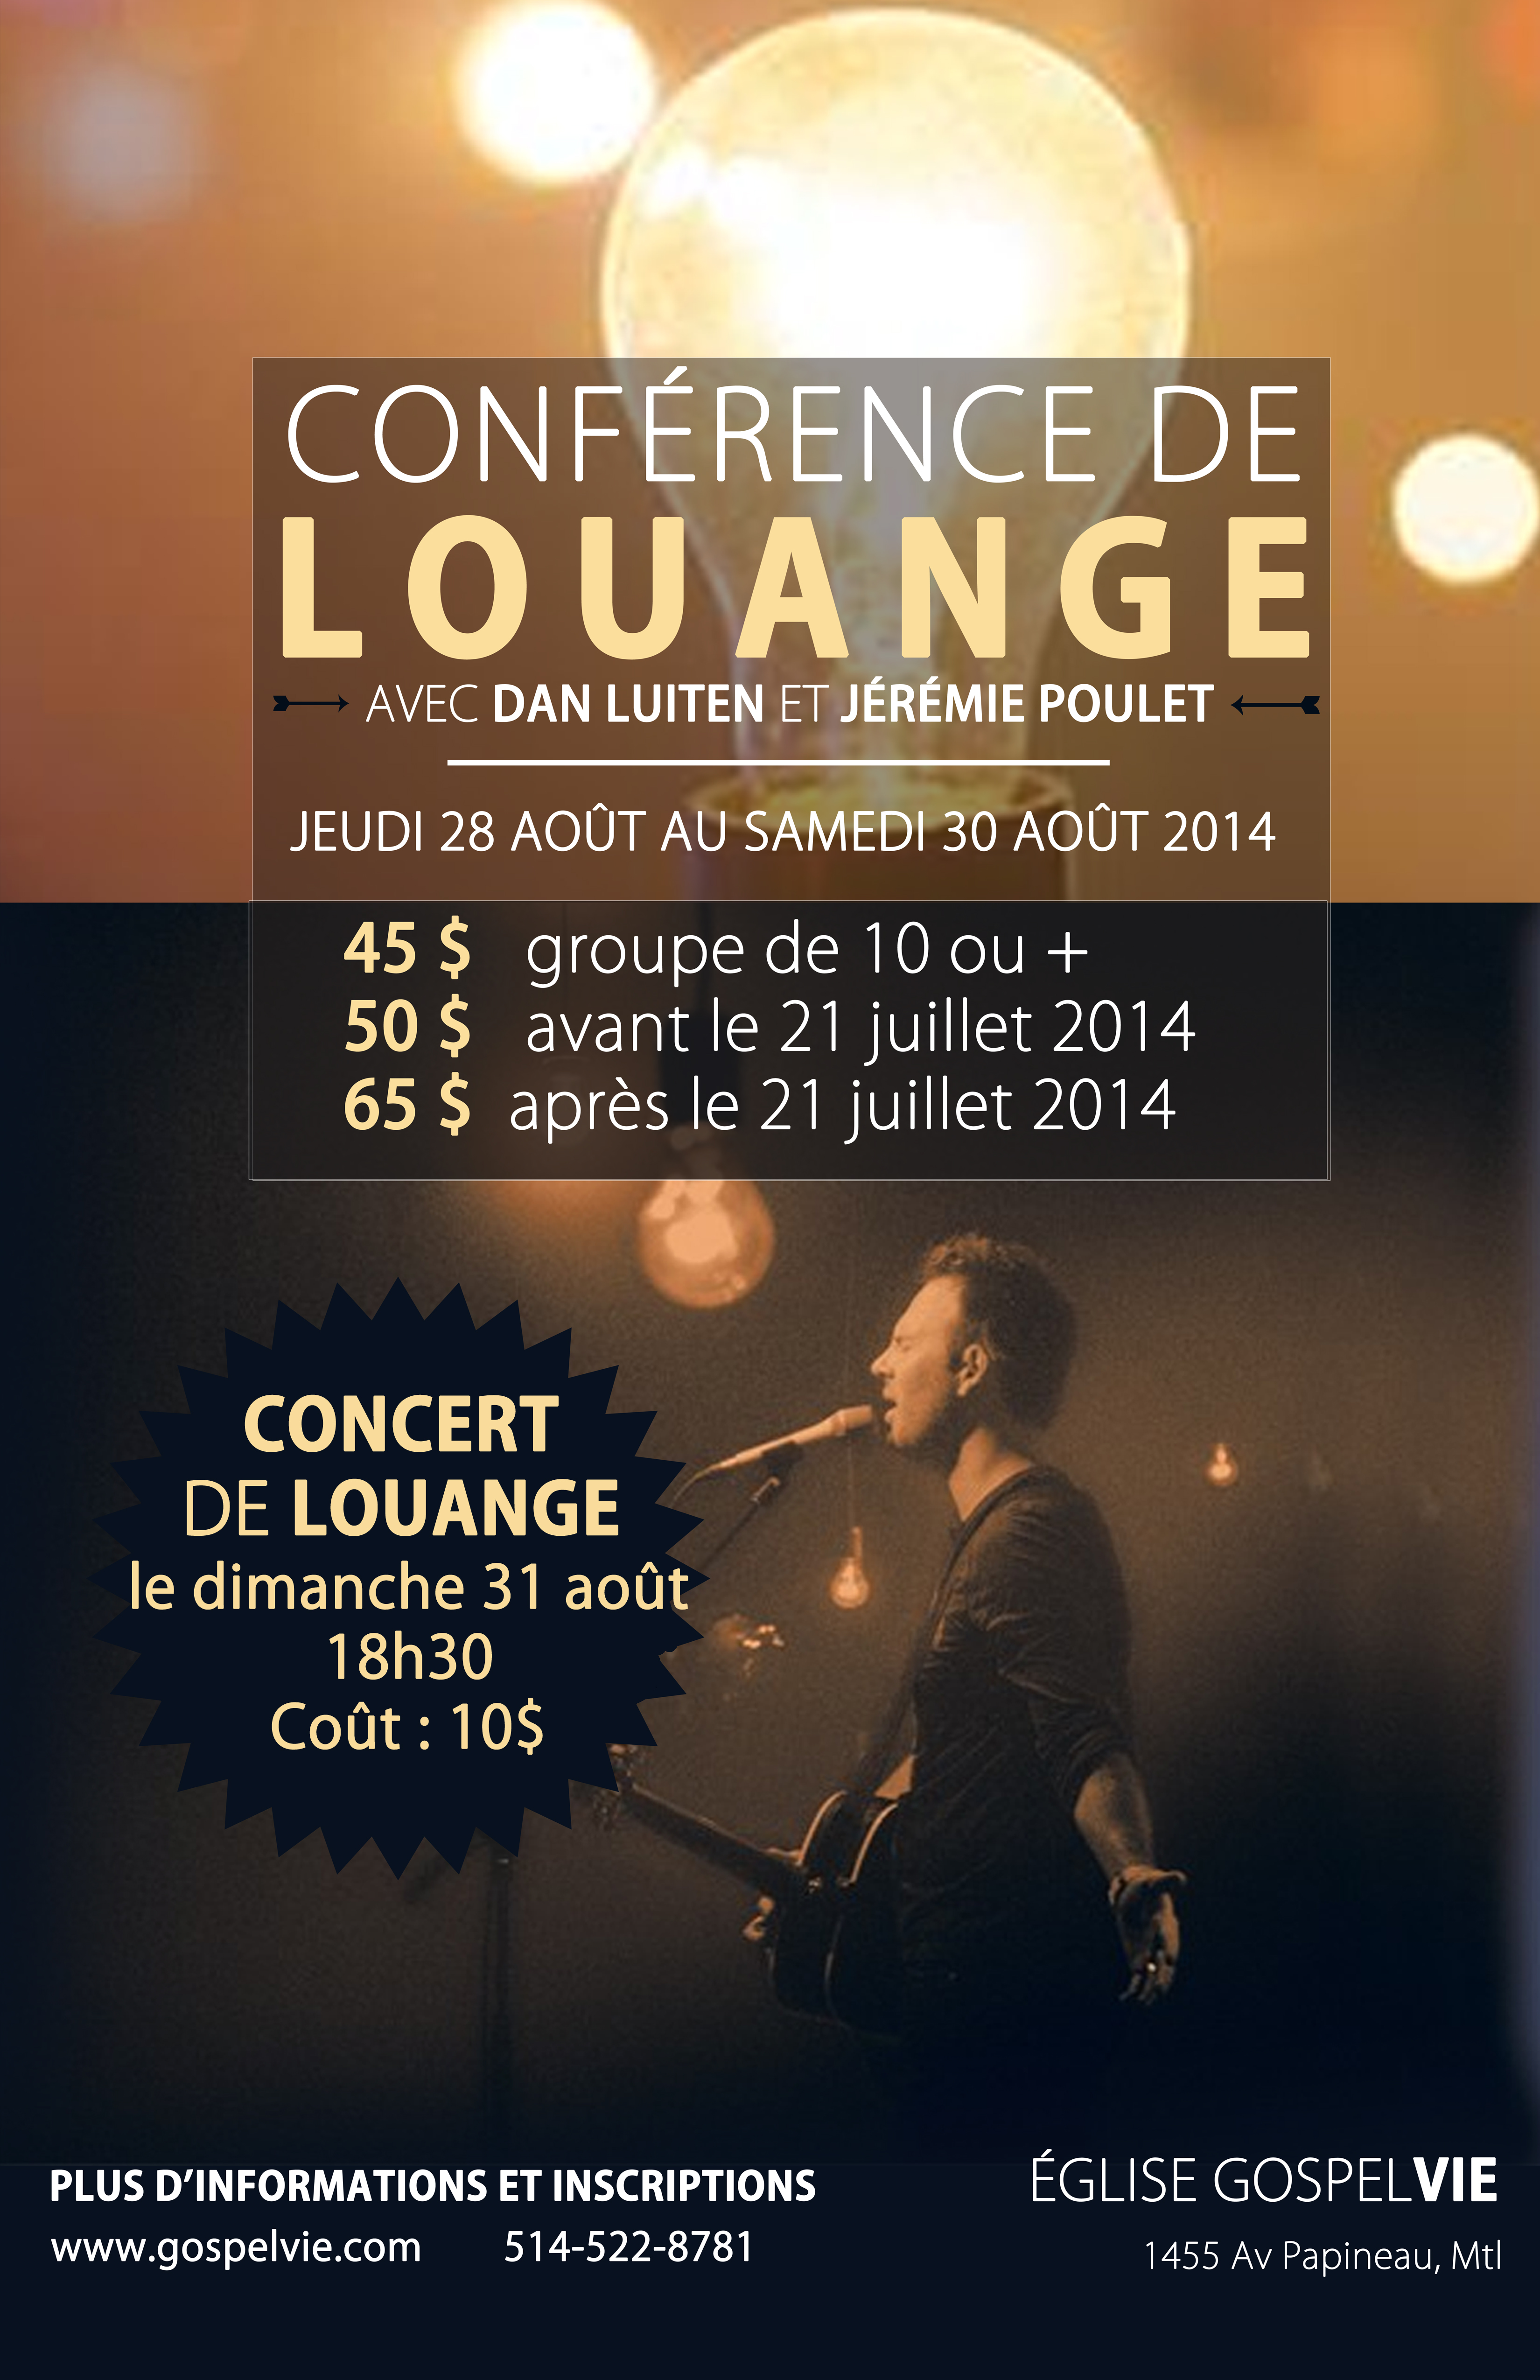 CONFÉRENCE DE
LOUANGE
AVEC DAN LUITEN ET JÉRÉMIE POULET
JEUDI 28 AOÛT AU SAMEDI 30 AOÛT 2014
45 $ groupe de 10 ou +
50 $ avant le 21 juillet 2014
65 $ après le 21 juillet 2014
CONCERT
DE LOUANGE
le dimanche 31 août
18h30
Coût : 10$
PLUS D'INFORMATIONS ET INSCRIPTIONS
www.gospelvie.com 514-522-8781
ÉGLISE GOSPELVIE
1455 Av Papineau, Mtl